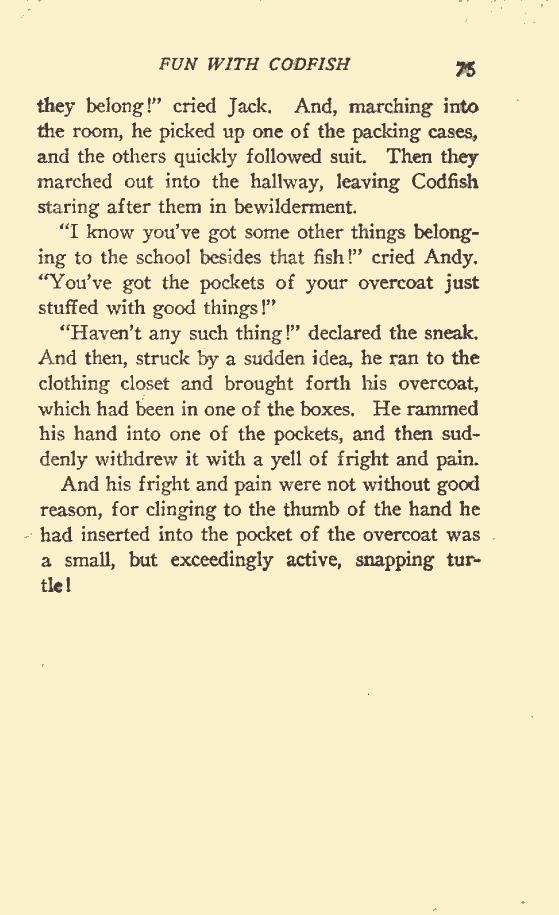 FUN WITH CODFISH 75
they belong!" cried Jack. And, marching into
the room, he picked up one of the packing cases,
and the others quickly followed suit. Then they
marched out into the hallway, leaving Codfish
staring after them in bewilderment.
"I know you've got some other things belong-
ing to the school besides that fish!" cried Andy.
"You've got the pockets of your overcoat just
stuffed with good things!"
"Haven't any such thing!" declared the sneak.
And then, struck by a sudden idea, he ran to the
clothing closet and brought forth his overcoat,
which had been in one of the boxes. He rammed
his hand into one of the pockets, and then sud-
denly withdrew it with a yell of fright and pain.
And his fright and pain were not without good
reason, for clinging to the thumb of the hand he
had inserted into the pocket of the overcoat was
a small, but exceedingly active, snapping tur-
tle!